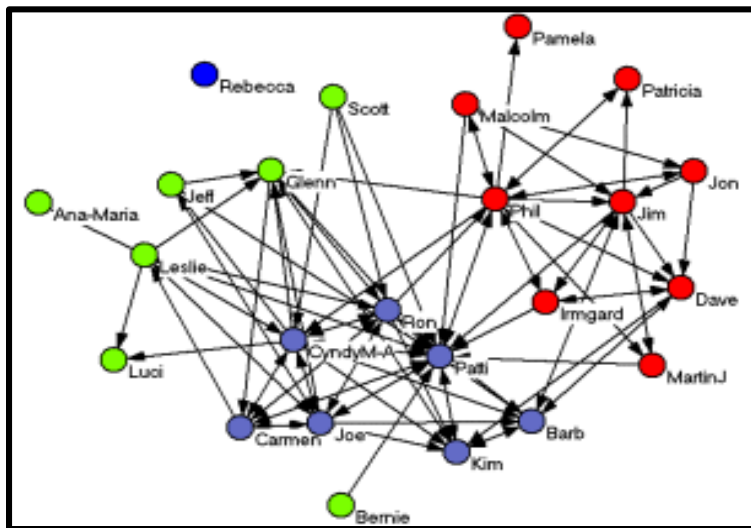 Pamela
Rebecca
Patricia
Scott
Malcolm
Glenn
Jeff
Jon
Ana-Maria
Phil
Jim
Leslie
Dave
Irmgard
Ron
CyndyM-A
Patti
Luci
MartinJ
Carmen
Joe
Barb
Kim
Bernie